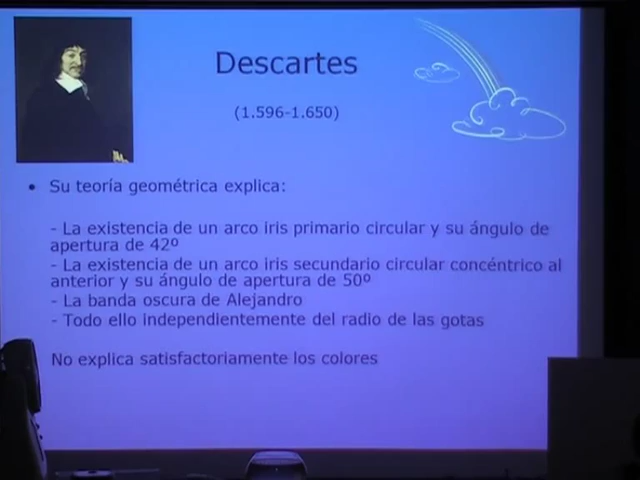 Descartes
(1.596-1.650)
• Su teoría geométrica explica:
- La existencia de un arco iris primario circular y su ángulo de
apertura de 42º
- La existencia de un arco iris secundario circular concéntrico al
anterior y su ángulo de apertura de 50º
- La banda oscura de Alejandro
- Todo ello independientemente del radio de las gotas
No explica satisfactoriamente los colores